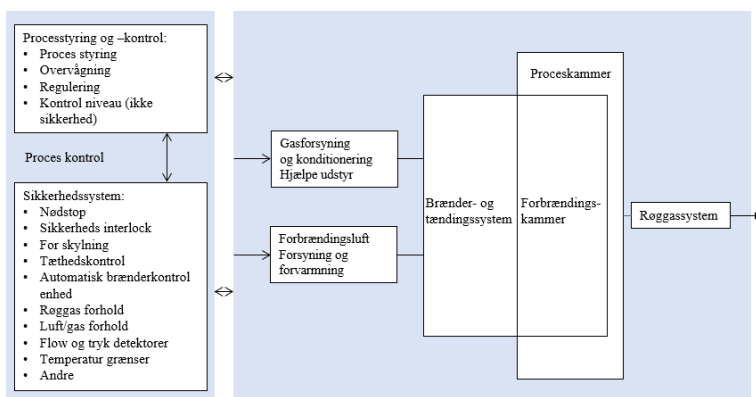 Processtyring og –kontrol:
• Proces styring
• Overvågning
• Regulering
• Kontrol niveau (ikke
sikkerhed)
Proces kontrol
Sikkerhedssystem:
• Nødstop
• Sikkerheds interlock
• For skylning
• Tæthedskontrol
• Automatisk brænderkontrol
enhed
• Røggas forhold
• Luft/gas forhold
• Flow og tryk detektorer
• Temperatur grænser
• Andre
Gasforsyning
og konditionering
Hjælpe udstyr
Forbrændingsluft
Forsyning og
forvarmning
Brænder- og
tændingssystem
Proceskammer
Forbrændings-
kammer
Røggassystem